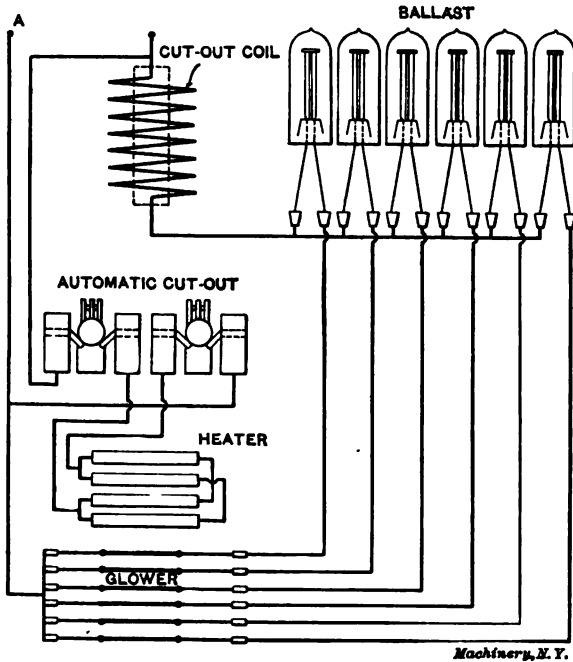 BALLAST
A
CUT-OUT COIL
AUTOMATIC CUT-OUT
HEATER
GLOWER
Machinery, N.Y.